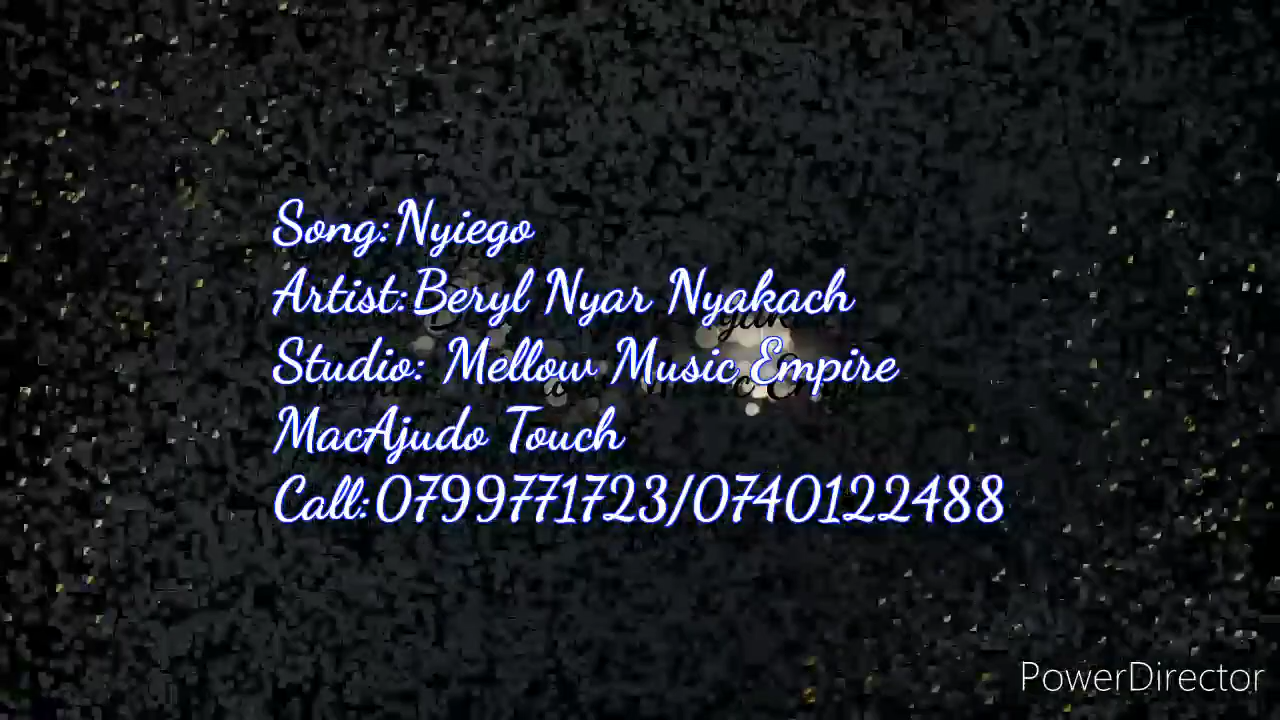 Song:Nyiego
Artist:Beryl Nyar Nyakach
Studio: Mellow Music Empire
MacAjudo Touch
Call:0799771723/0740122488
PowerDirector